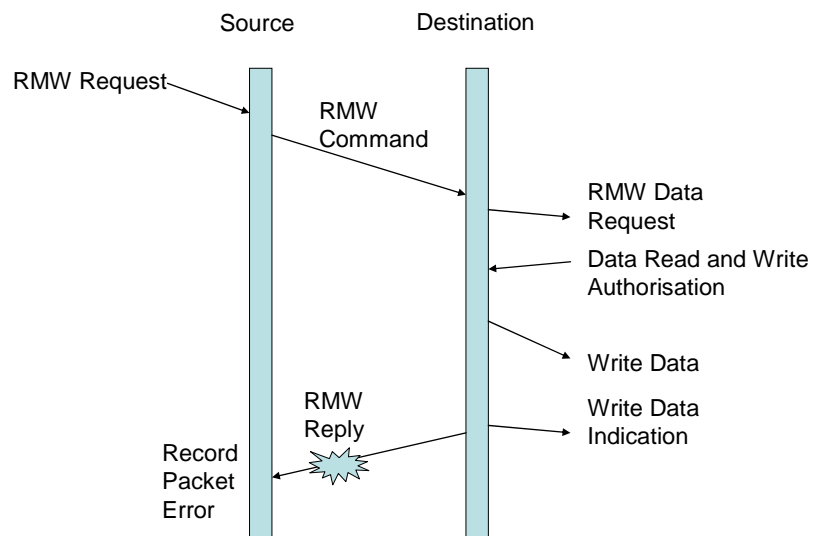 Source
Destination
RMW Request
RMW
Command
RMW Data
Request
Data Read and Write
Authorisation
Write Data
Write Data
Indication
RMW
Reply
Record
Packet
Error